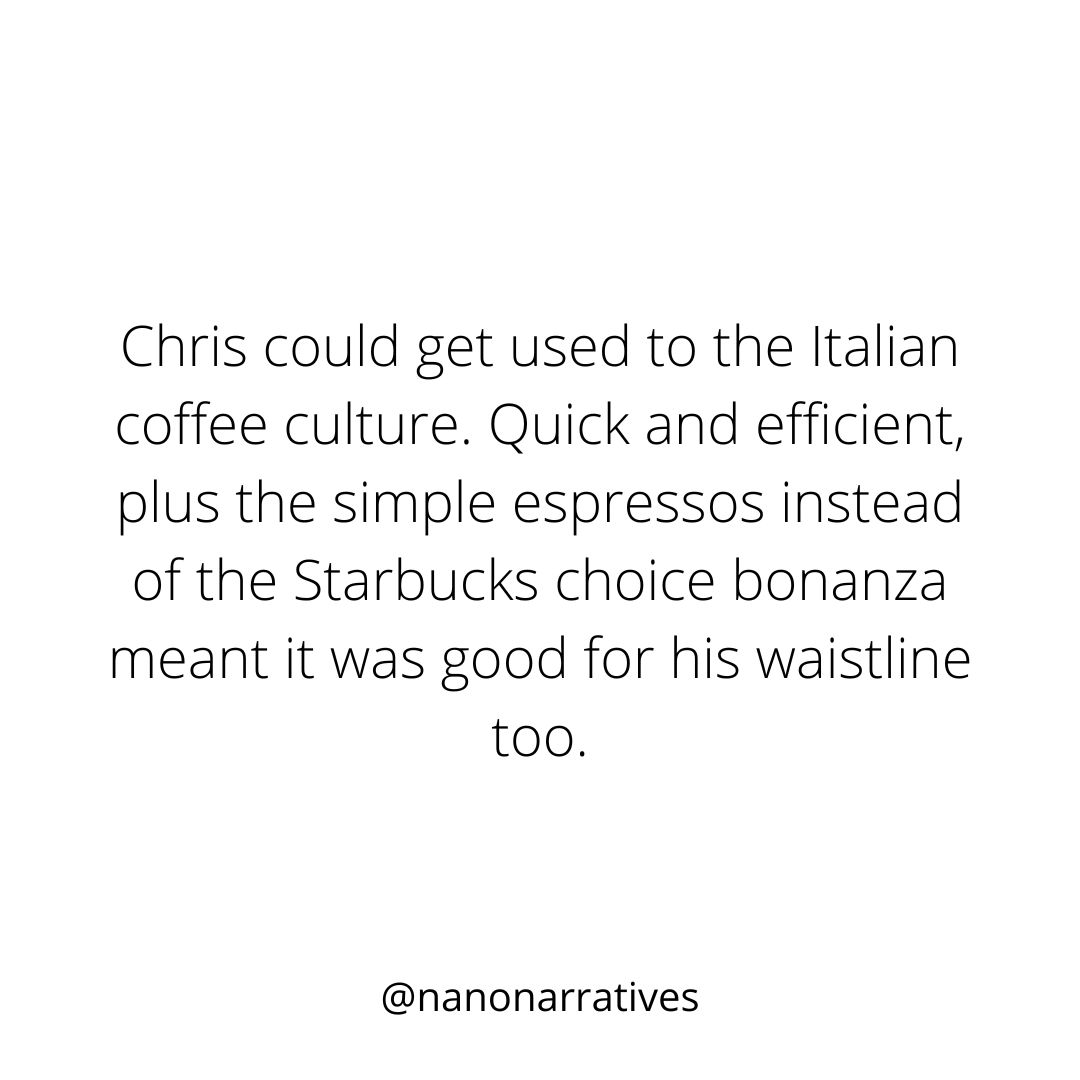 Chris could get used to the Italian
coffee culture. Quick and efficient,
plus the simple espressos instead
of the Starbucks choice bonanza
meant it was good for his waistline
too.
@nanonarratives